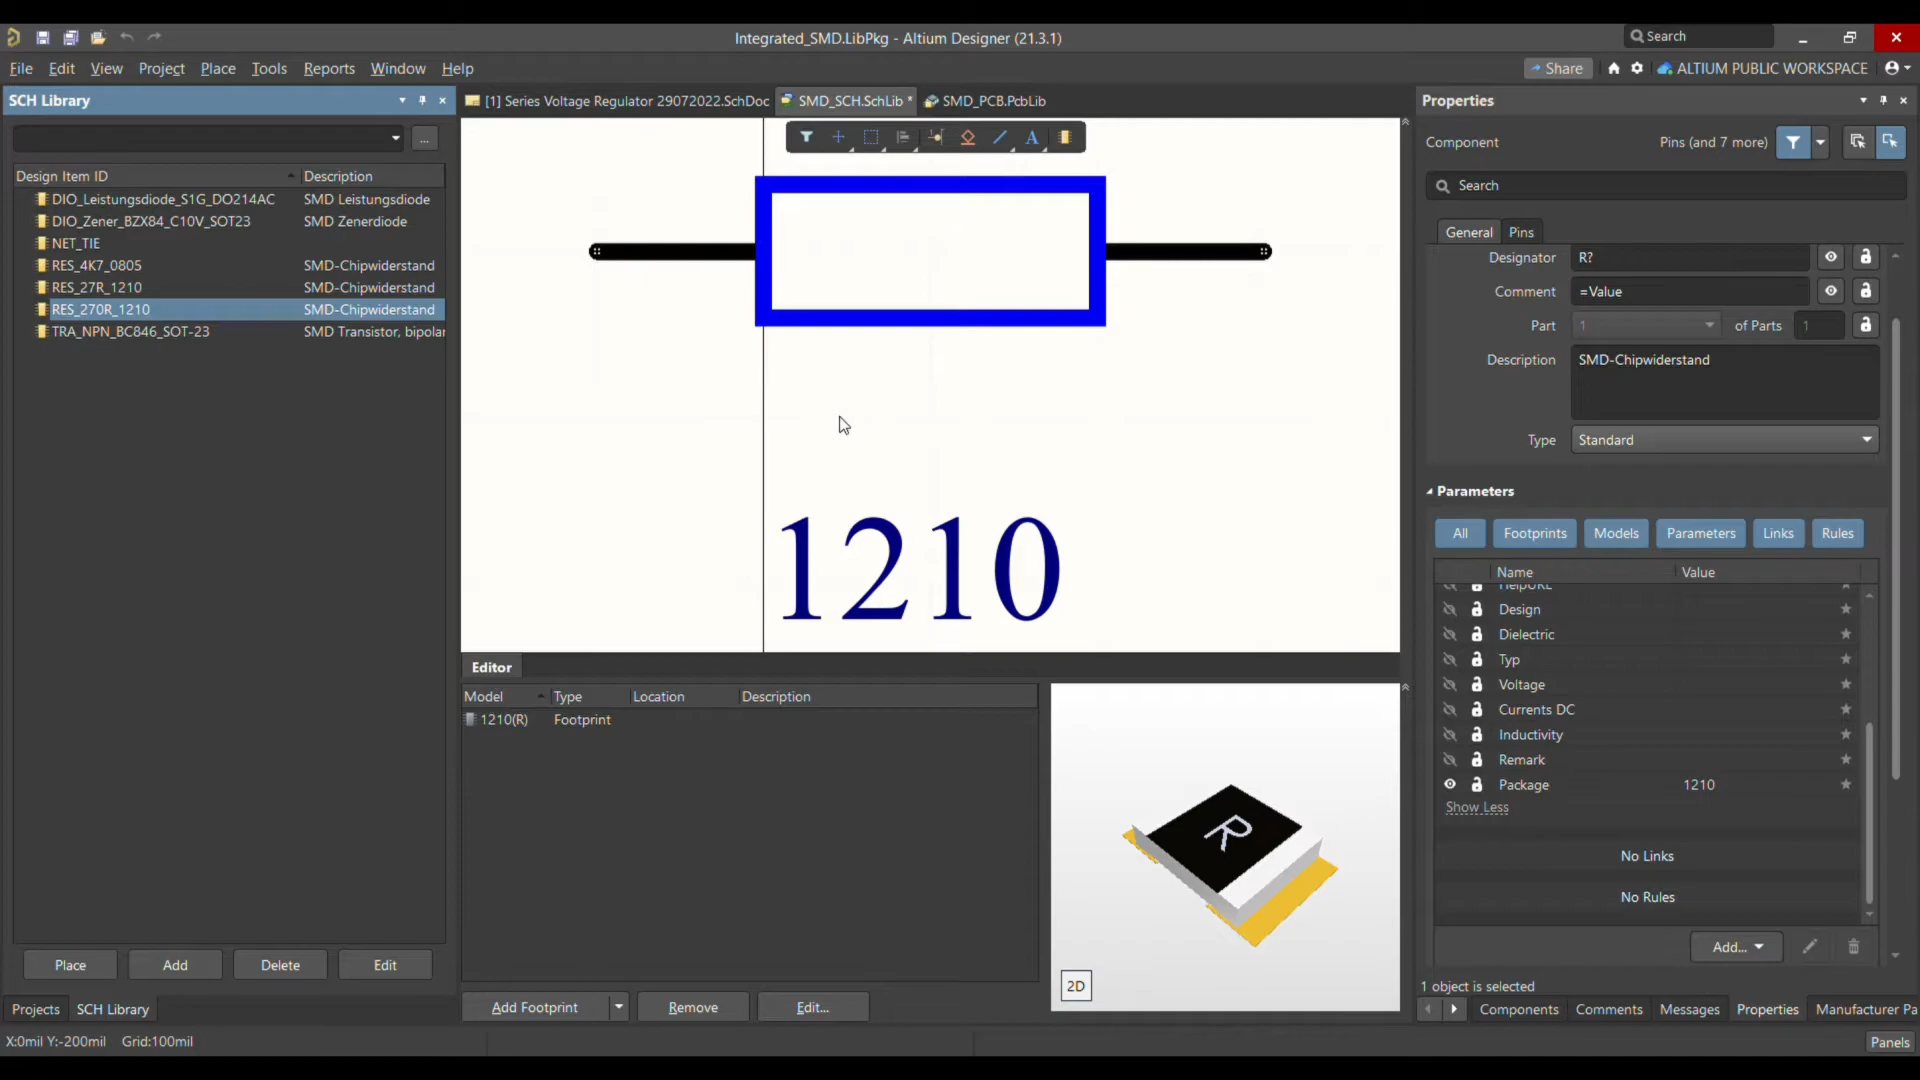 Integrated_SMD.LibPkg - Altium Designer (21.3.1)
Search
File Edit View Project Place Tools Reports Window Help
Share
ALTIUM PUBLIC WORKSPACE
SCH Library
[1] Series Voltage Regulator 29072022.SchDoc
SMD_SCH.SchLib *
SMD_PCB.PcbLib
Properties
...
Design Item ID Description
DIO_Leistungsdiode_S1G_DO214AC SMD Leistungsdiode
DIO_Zener_BZX84_C10V_SOT23 SMD Zenerdiode
NET_TIE
RES_4K7_0805 SMD-Chipwiderstand
RES_27R_1210 SMD-Chipwiderstand
RES_270R_1210 SMD-Chipwiderstand
TRA_NPN_BC846_SOT-23 SMD Transistor, bipolar
Place Add Delete Edit
Projects SCH Library
A
1210
Editor
Model Type Location Description
1210(R) Footprint
R
2D
Add Footprint Remove Edit...
Component Pins (and 7 more)
Search
General Pins
Designator R?
Comment =Value
Part 1 of Parts 1
Description SMD-Chipwiderstand
Type Standard
Parameters
All Footprints Models Parameters Links Rules
Name Value
HelpURL
Design
Dielectric
Typ
Voltage
Currents DC
Inductivity
Remark
Package 1210
Show Less
No Links
No Rules
Add...
1 object is selected
Components Comments Messages Properties Manufacturer Pa
X:0mil Y:-200mil Grid:100mil
Panels